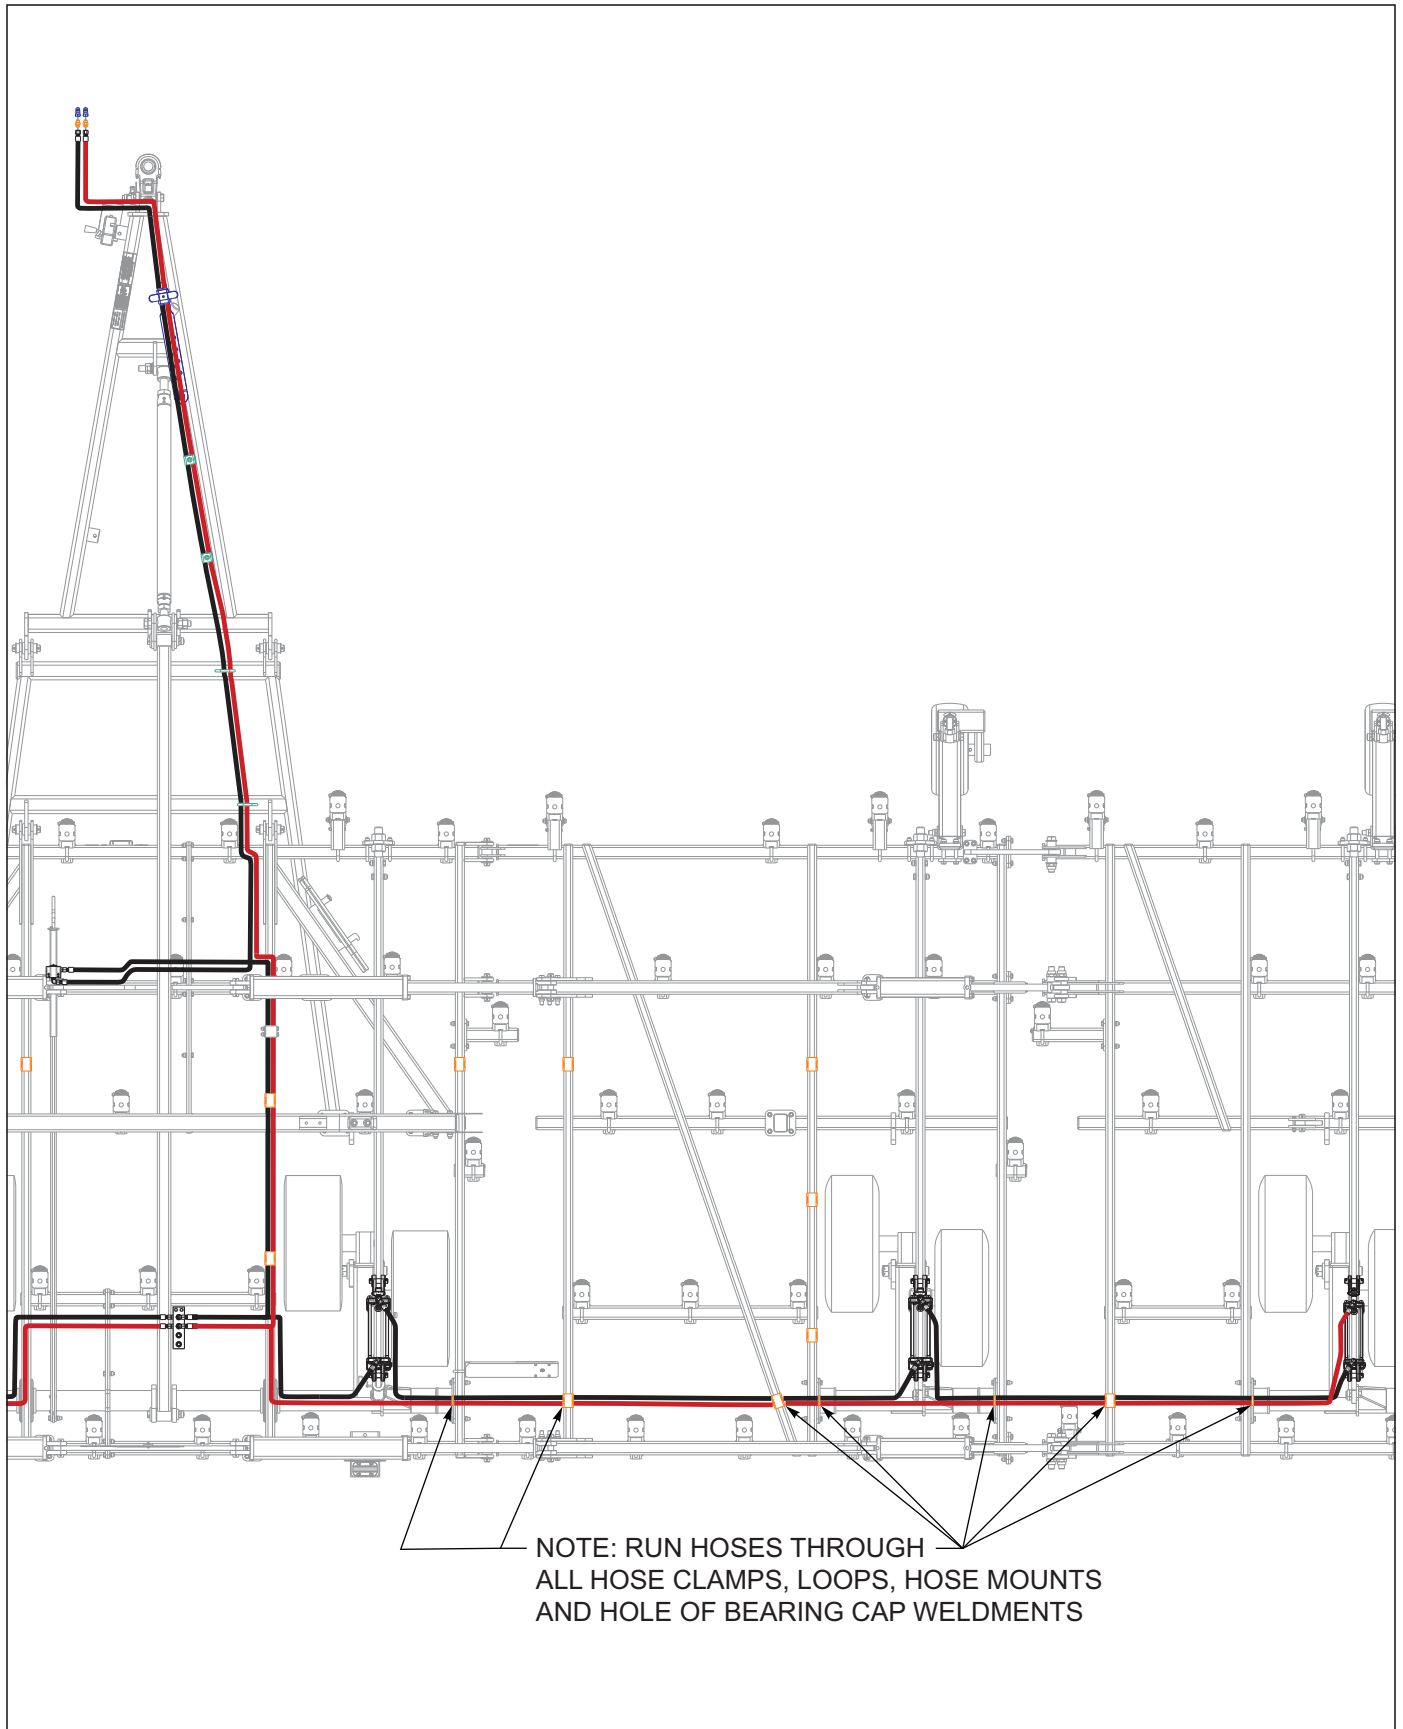 NOTE: RUN HOSES THROUGH
ALL HOSE CLAMPS, LOOPS, HOSE MOUNTS
AND HOLE OF BEARING CAP WELDMENTS